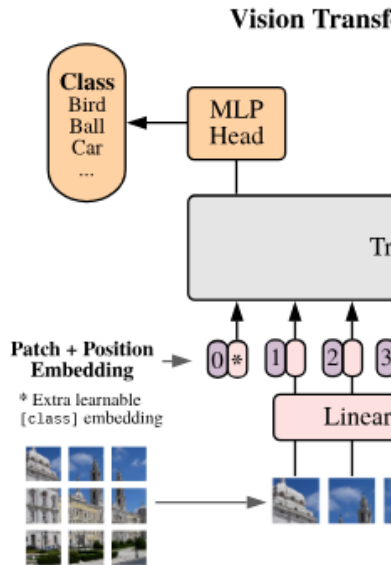 Vision Transf
Class
Bird
Ball
Car
...
MLP
Head
Tr
0 * 1 2 3
Patch + Position
Embedding
* Extra learnable
[class] embedding
Linear